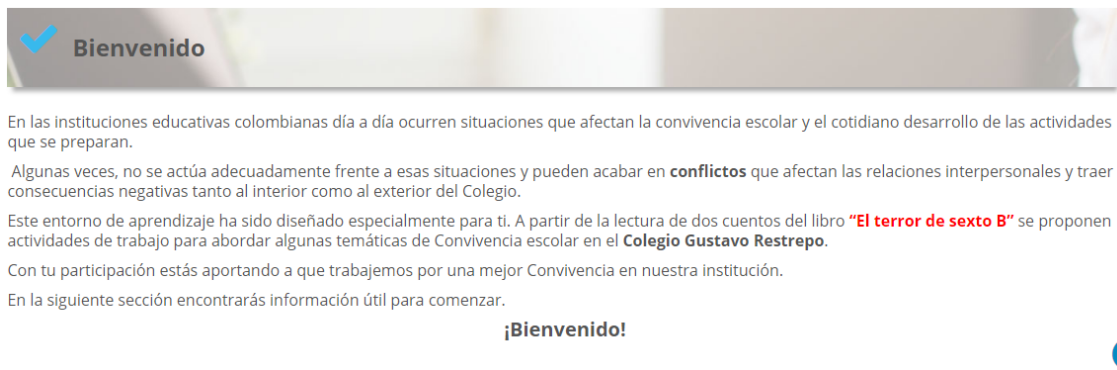 Bienvenido
En las instituciones educativas colombianas día a día ocurren situaciones que afectan la convivencia escolar y el cotidiano desarrollo de las actividades
que se preparan.
Algunas veces, no se actúa adecuadamente frente a esas situaciones y pueden acabar en conflictos que afectan las relaciones interpersonales y traer
consecuencias negativas tanto al interior como al exterior del Colegio.
Este entorno de aprendizaje ha sido diseñado especialmente para ti. A partir de la lectura de dos cuentos del libro “El terror de sexto B” se proponen
actividades de trabajo para abordar algunas temáticas de Convivencia escolar en el Colegio Gustavo Restrepo.
Con tu participación estás aportando a que trabajemos por una mejor Convivencia en nuestra institución.
En la siguiente sección encontrarás información útil para comenzar.
¡Bienvenido!